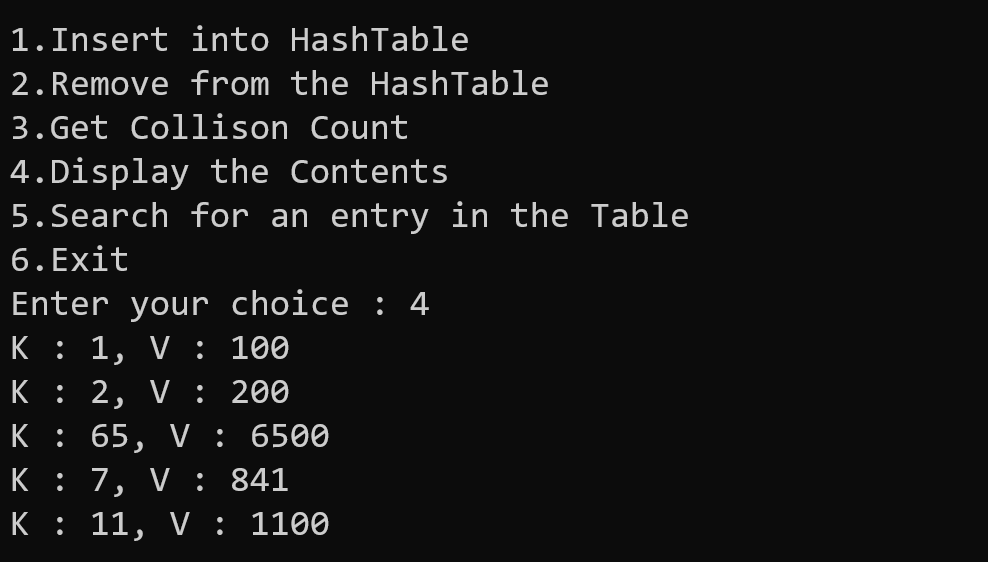 1.Insert into HashTable
2.Remove from the HashTable
3.Get Collison Count
4.Display the Contents
5.Search for an entry in the Table
6.Exit
Enter your choice : 4
K : 1, V : 100
K : 2, V : 200
K : 65, V : 6500
K : 7, V : 841
K : 11, V : 1100